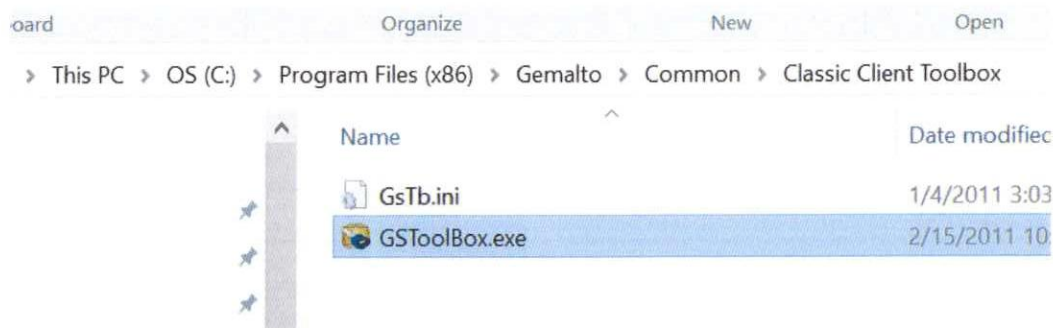 oard Organize New Open
> This PC > OS (C:) > Program Files (x86) > Gemalto > Common > Classic Client Toolbox
Name Date modified
GsTb.ini 1/4/2011 3:03
GSToolBox.exe 2/15/2011 10: